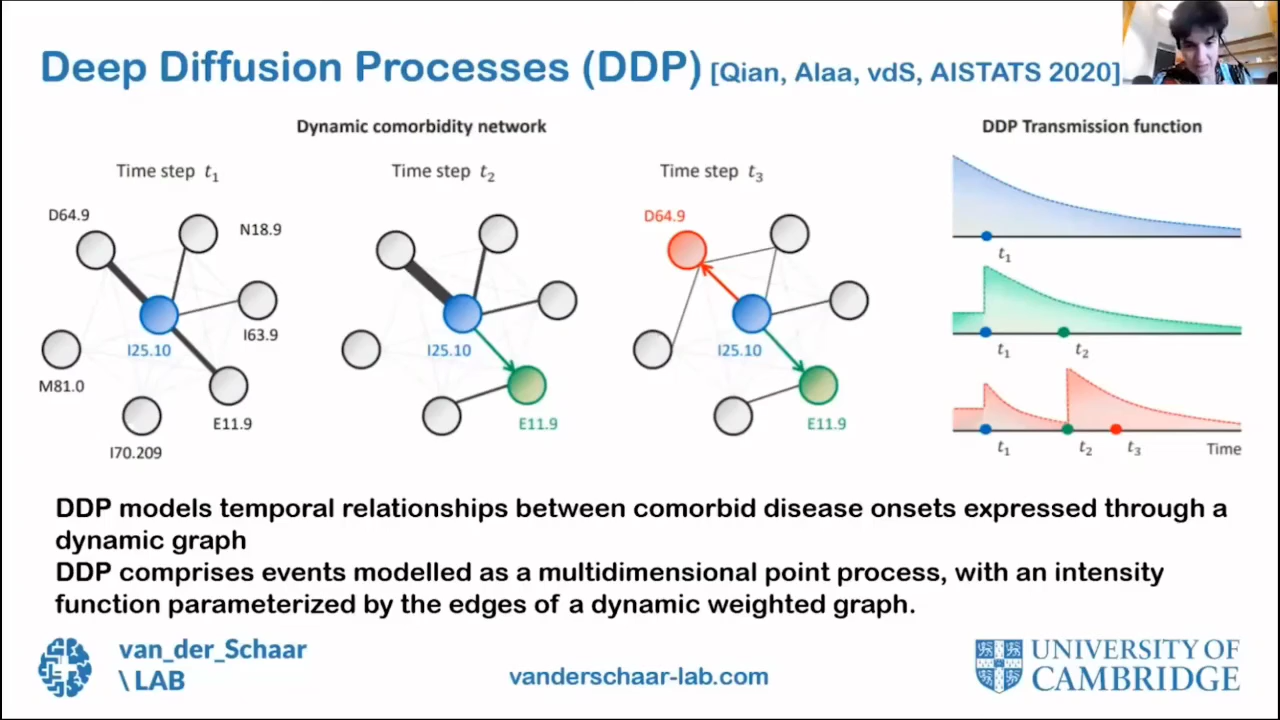 Deep Diffusion Processes (DDP) [Qian, Alaa, vdS, AISTATS 2020]
Dynamic comorbidity network
DDP Transmission function
Time step t₁
Time step t₂
Time step t₃
D64.9
N18.9
I25.10
I63.9
M81.0
E11.9
I70.209
I25.10
E11.9
D64.9
I25.10
E11.9
t₁
t₁
t₂
t₁
t₂
t₃
Time
DDP models temporal relationships between comorbid disease onsets expressed through a
dynamic graph
DDP comprises events modelled as a multidimensional point process, with an intensity
function parameterized by the edges of a dynamic weighted graph.
van_der_Schaar
\ LAB
vanderschaar-lab.com
UNIVERSITY OF
CAMBRIDGE